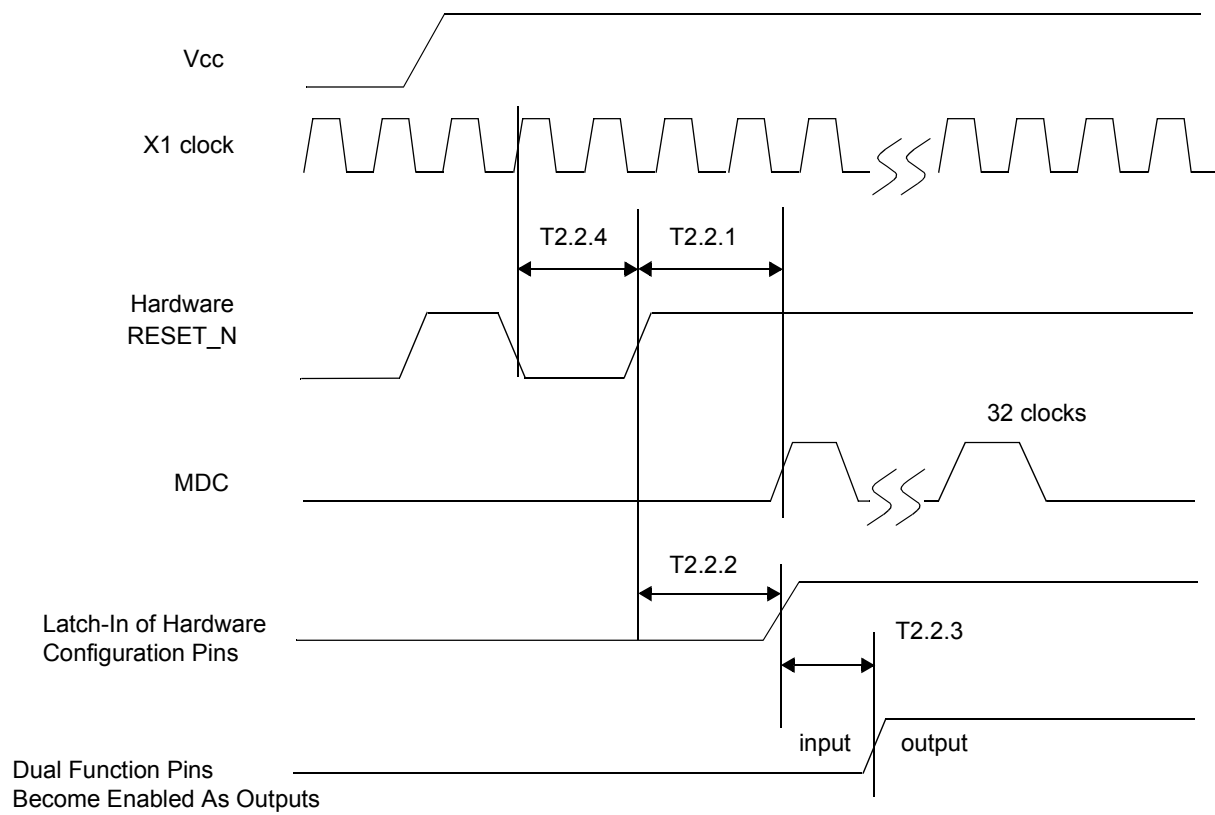 Vcc
X1 clock
T2.2.4
T2.2.1
Hardware
RESET_N
32 clocks
MDC
T2.2.2
Latch-In of Hardware
Configuration Pins
T2.2.3
input
output
Dual Function Pins
Become Enabled As Outputs